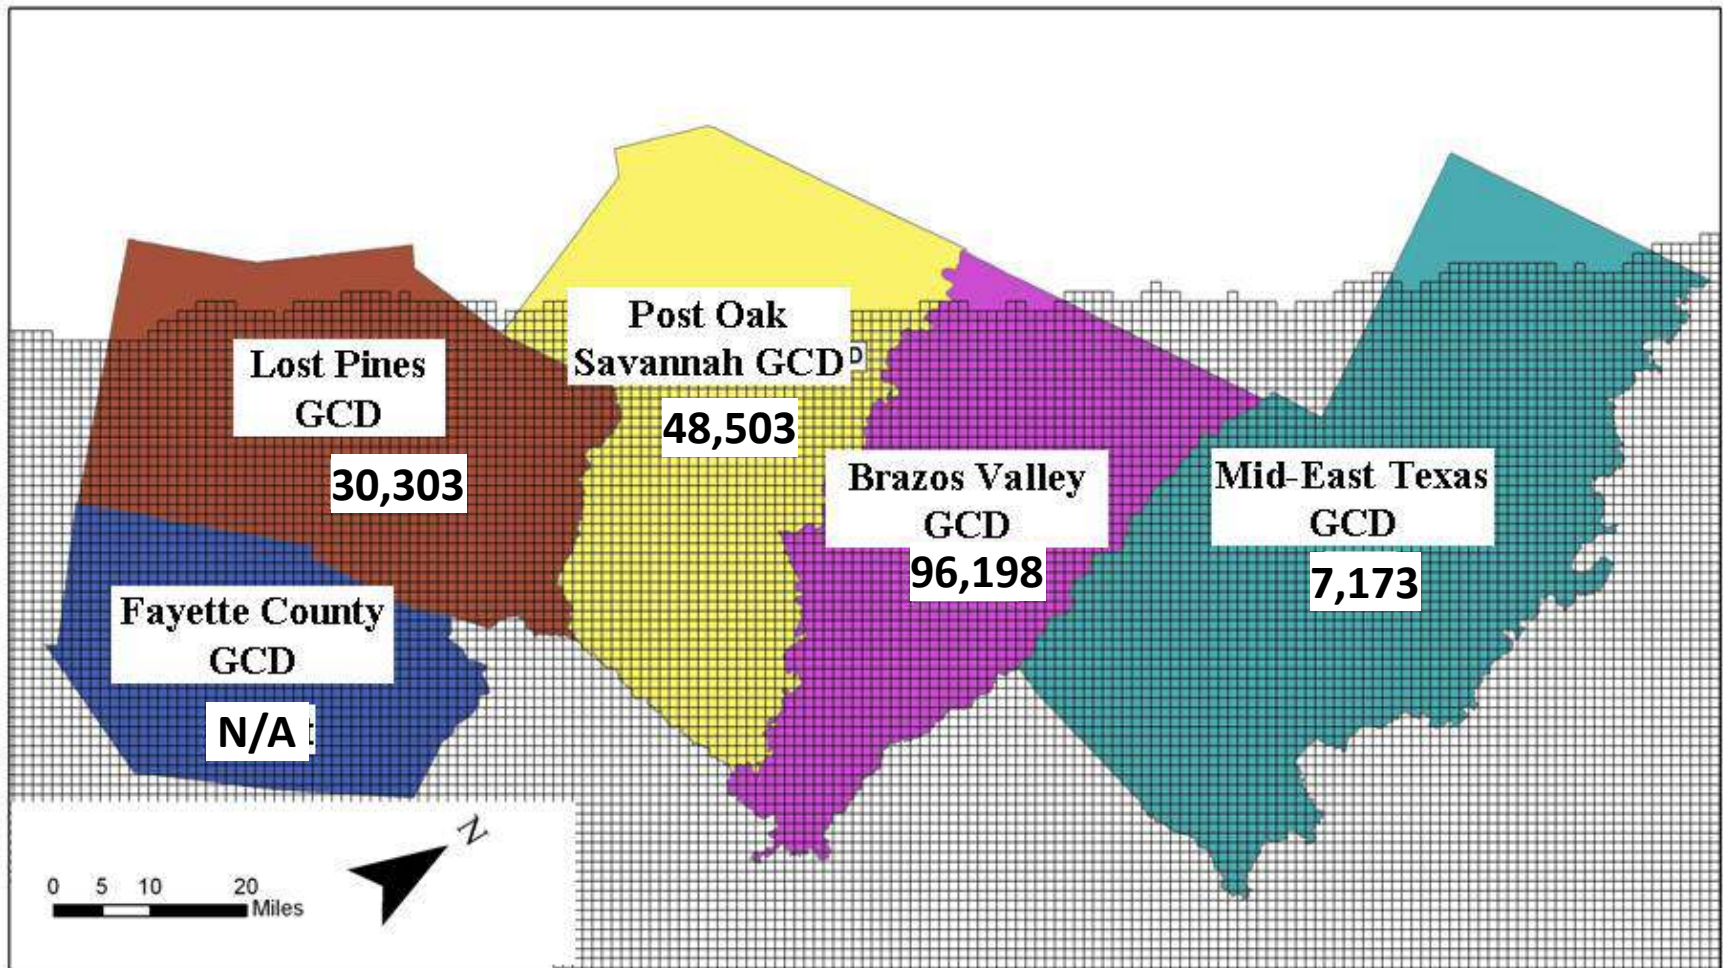 Post Oak
Savannah GCD
48,503
Lost Pines
GCD
30,303
Brazos Valley
GCD
96,198
Mid-East Texas
GCD
7,173
Fayette County
GCD
N/A
N
0 5 10 20
Miles